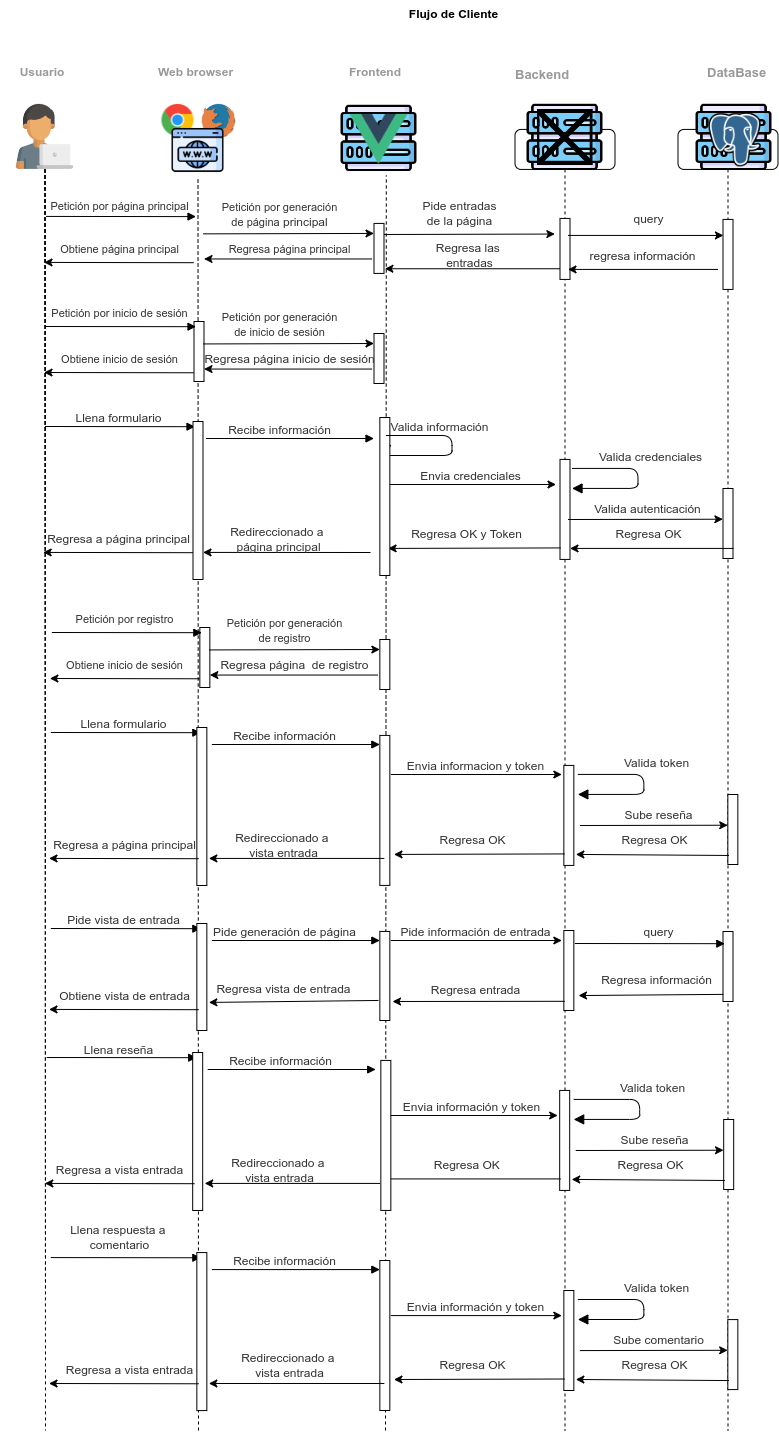 Flujo de Cliente
Usuario
Web browser
Frontend
Backend
DataBase
W.W.W
Petición por página principal
Petición por generación
de página principal
Pide entradas
de la página
query
Obtiene página principal
Regresa página principal
Regresa las
entradas
regresa información
Petición por inicio de sesión
Petición por generación
de inicio de sesión
Obtiene inicio de sesión
Regresa página inicio de sesión
Llena formulario
Recibe información
Valida información
Envia credenciales
Valida credenciales
Valida autenticación
Regresa a página principal
Redireccionado a
página principal
Regresa OK y Token
Regresa OK
Petición por registro
Petición por generación
de registro
Obtiene inicio de sesión
Regresa página  de registro
Llena formulario
Recibe información
Envia informacion y token
Valida token
Sube reseña
Regresa a página principal
Redireccionado a
vista entrada
Regresa OK
Regresa OK
Pide vista de entrada
Pide generación de página
Pide información de entrada
query
Obtiene vista de entrada
Regresa vista de entrada
Regresa entrada
Regresa información
Llena reseña
Recibe información
Envia información y token
Valida token
Sube reseña
Regresa a vista entrada
Redireccionado a
vista entrada
Regresa OK
Regresa OK
Llena respuesta a
comentario
Recibe información
Envia información y token
Valida token
Sube comentario
Regresa a vista entrada
Redireccionado a
vista entrada
Regresa OK
Regresa OK